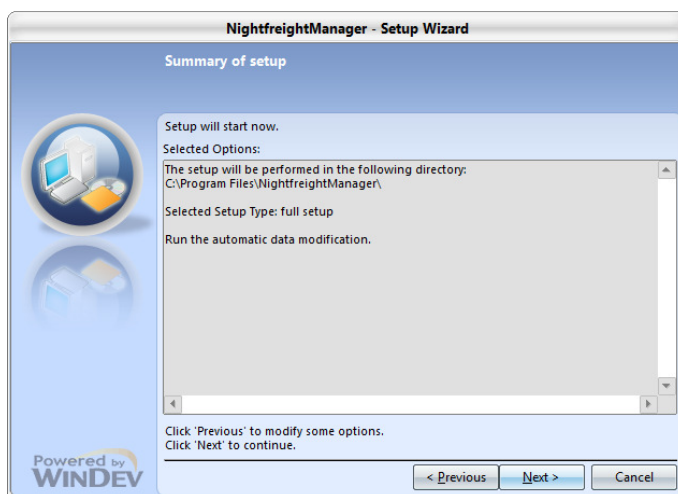 NightfreightManager - Setup Wizard
Summary of setup
Setup will start now.
Selected Options:
The setup will be performed in the following directory:
C:\Program Files\NightfreightManager\
Selected Setup Type: full setup
Run the automatic data modification.
Click 'Previous' to modify some options.
Click 'Next' to continue.
Powered by
WINDEV
< Previous
Next >
Cancel